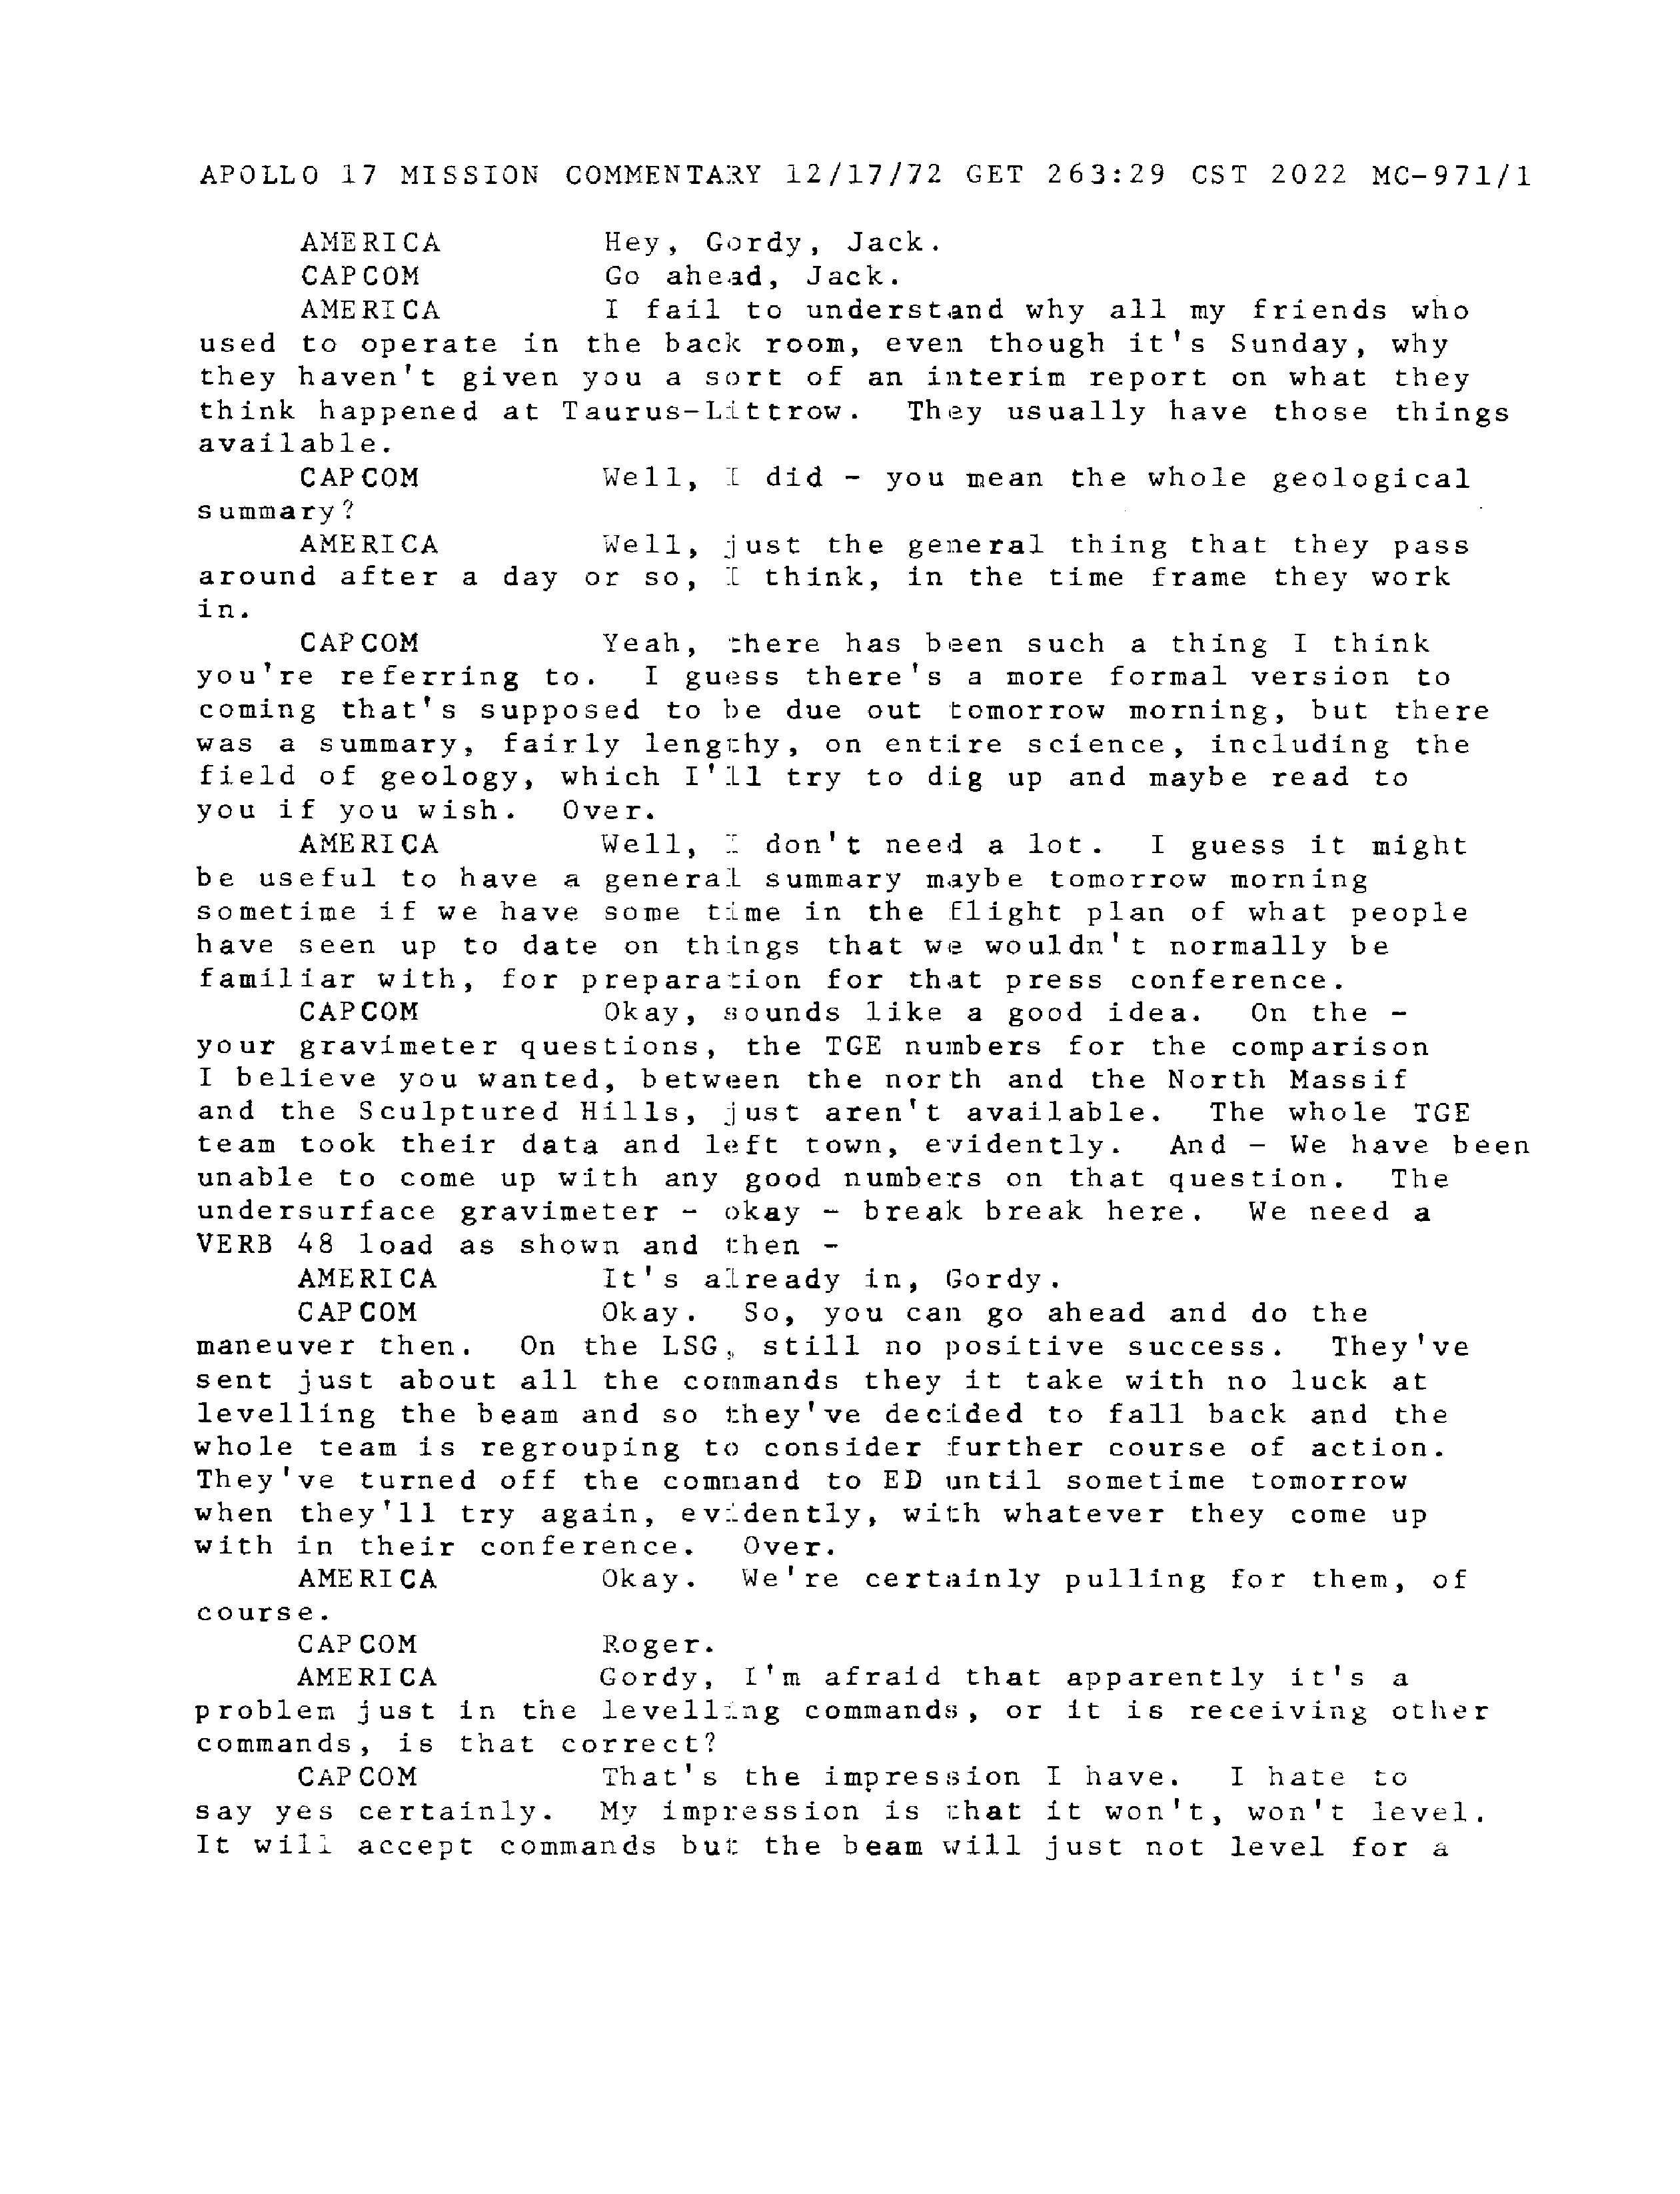 APOLLO 17 MISSION COMMENTARY 12/17/72 GET 263:29 CST 2022 MC-971/1
AMERICA Hey, Gordy, Jack.
CAPCOM Go ahead, Jack.
AMERICA I fail to understand why all my friends who
used to operate in the back room, even though it's Sunday, why
they haven't given you a sort of an interim report on what they
think happened at Taurus-Littrow. They usually have those things
available.
CAPCOM Well, I did - you mean the whole geological
summary?
AMERICA Well, just the general thing that they pass
around after a day or so, I think, in the time frame they work
in.
CAPCOM Yeah, there has been such a thing I think
you're referring to. I guess there's a more formal version to
coming that's supposed to be due out tomorrow morning, but there
was a summary, fairly lengthy, on entire science, including the
field of geology, which I'll try to dig up and maybe read to
you if you wish. Over.
AMERICA Well, I don't need a lot. I guess it might
be useful to have a general summary maybe tomorrow morning
sometime if we have some time in the flight plan of what people
have seen up to date on things that we wouldn't normally be
familiar with, for preparation for that press conference.
CAPCOM Okay, sounds like a good idea. On the -
your gravimeter questions, the TGE numbers for the comparison
I believe you wanted, between the north and the North Massif
and the Sculptured Hills, just aren't available. The whole TGE
team took their data and left town, evidently. And - We have been
unable to come up with any good numbers on that question. The
undersurface gravimeter - okay - break break here. We need a
VERB 48 load as shown and then -
AMERICA It's already in, Gordy.
CAPCOM Okay. So, you can go ahead and do the
maneuver then. On the LSG, still no positive success. They've
sent just about all the commands they it take with no luck at
levelling the beam and so they've decided to fall back and the
whole team is regrouping to consider further course of action.
They've turned off the command to ED until sometime tomorrow
when they'll try again, evidently, with whatever they come up
with in their conference. Over.
AMERICA Okay. We're certainly pulling for them, of
course.
CAPCOM Roger.
AMERICA Gordy, I'm afraid that apparently it's a
problem just in the levelling commands, or it is receiving other
commands, is that correct?
CAPCOM That's the impression I have. I hate to
say yes certainly. My impression is that it won't, won't level.
It will accept commands but the beam will just not level for a